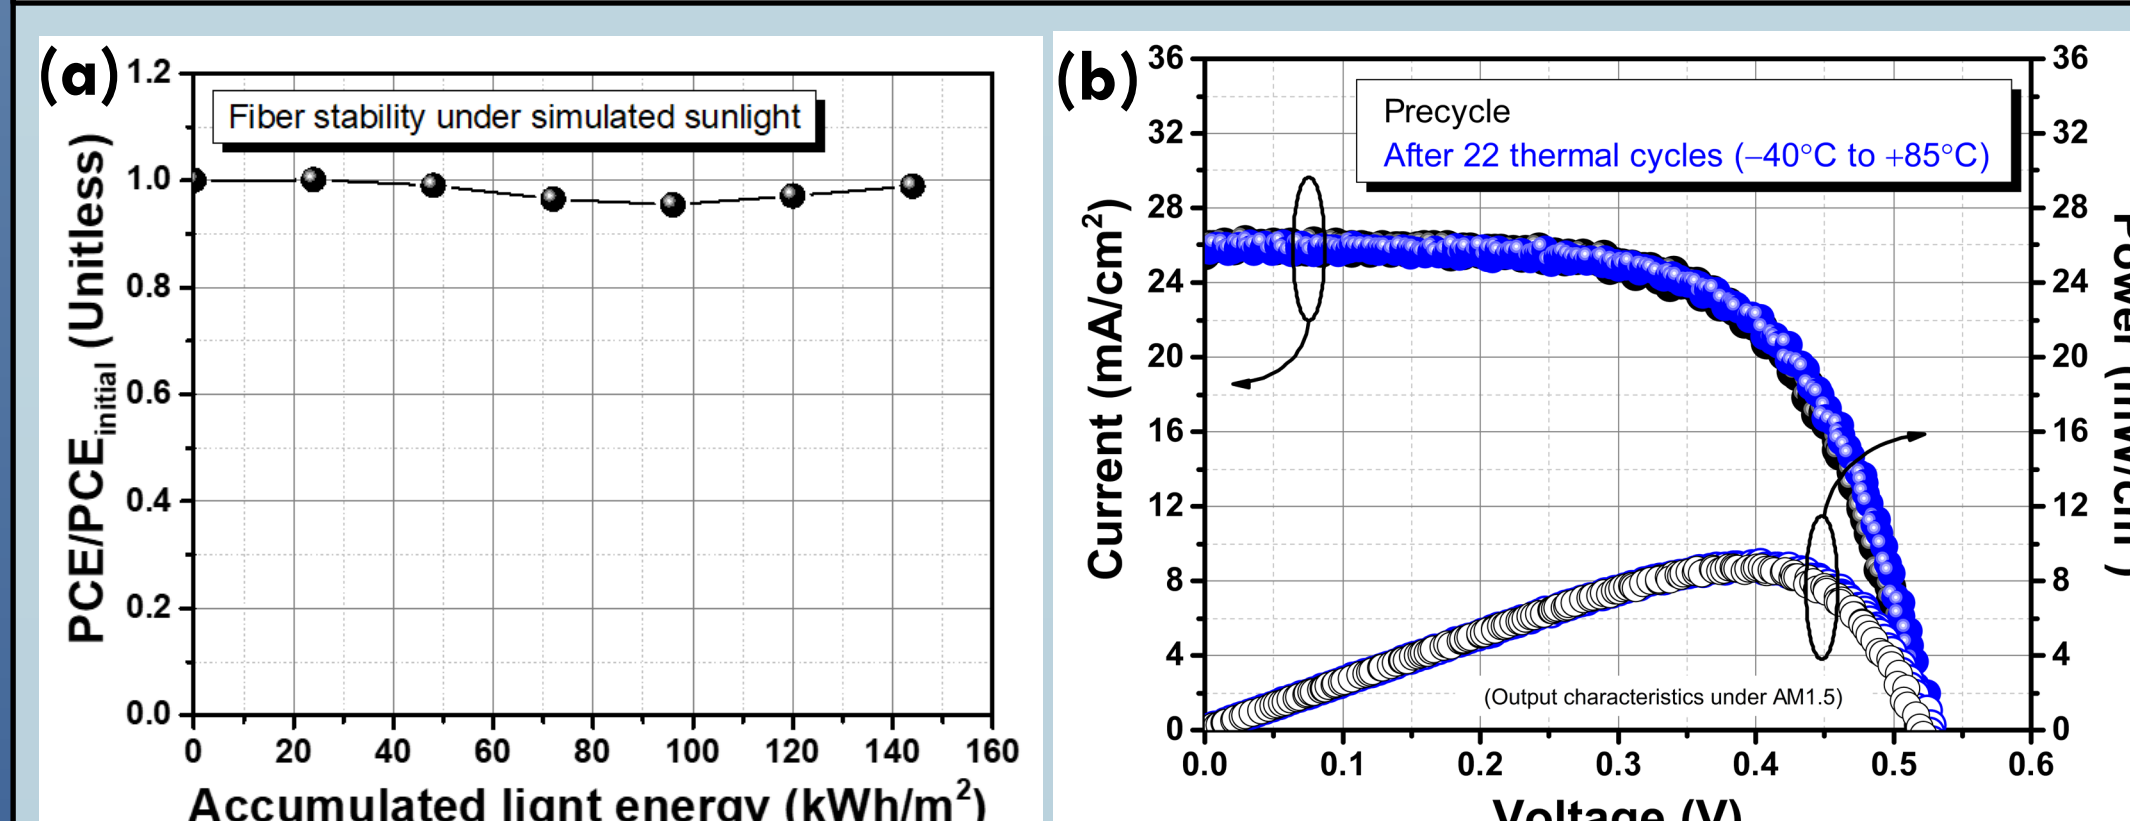 (a)
1.2
1.0
0.8
0.6
0.4
0.2
0.0
PCE/PCEinitial (Unitless)
Fiber stability under simulated sunlight
0 20 40 60 80 100 120 140 160
Accumulated light energy (kWh/m²)
(b)
36
32
28
24
20
16
12
8
4
0
Current (mA/cm²)
Precycle
After 22 thermal cycles (−40°C to +85°C)
(Output characteristics under AM1.5)
0.0 0.1 0.2 0.3 0.4 0.5 0.6
Voltage (V)
36
32
28
24
20
16
12
8
4
0
Power